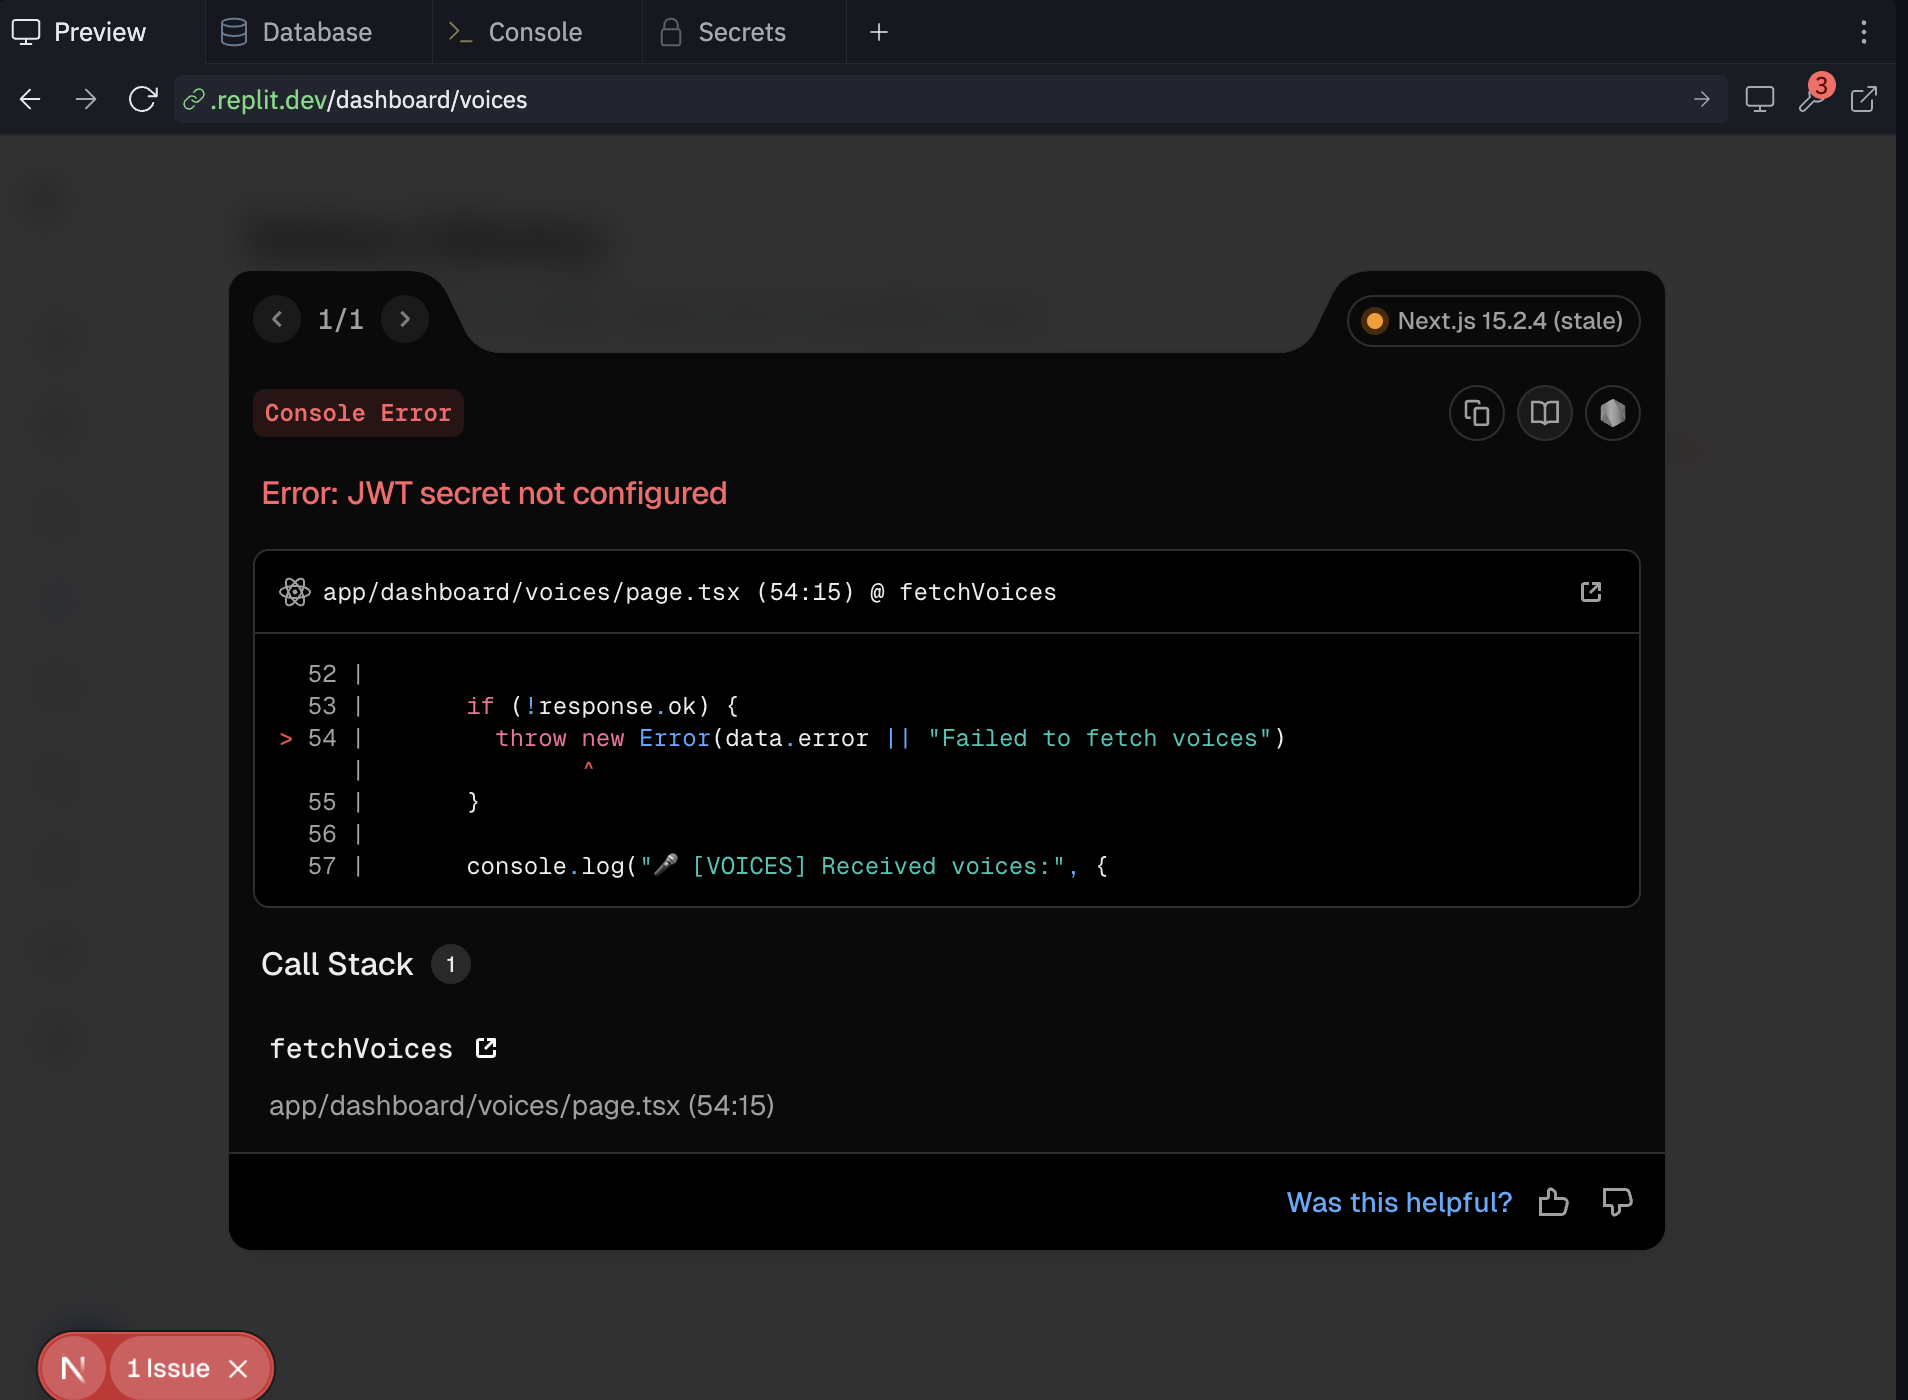 Preview
Database
Console
Secrets
.replit.dev/dashboard/voices
3
1/1
Next.js 15.2.4 (stale)
Console Error
Error: JWT secret not configured
app/dashboard/voices/page.tsx (54:15) @ fetchVoices
52 |
53 | if (!response.ok) {
> 54 | throw new Error(data.error || "Failed to fetch voices")
| ^
55 | }
56 |
57 | console.log("🎤 [VOICES] Received voices:", {
Call Stack 1
fetchVoices
app/dashboard/voices/page.tsx (54:15)
Was this helpful?
N 1 Issue